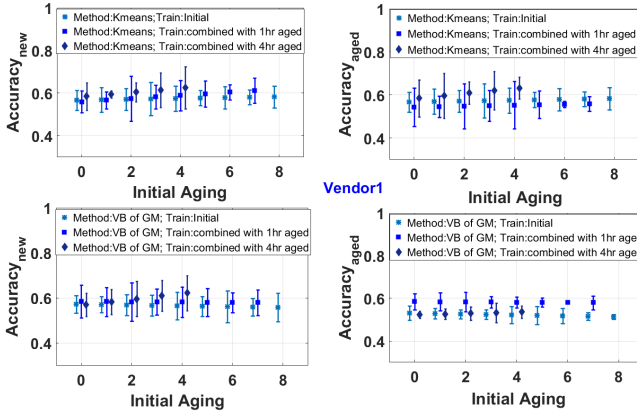 1
0.8
0.6
0.4
Accuracynew
Method:Kmeans;Train:Initial
Method:Kmeans; Train:combined with 1hr aged
Method:Kmeans; Train:combined with 4hr aged
0 2 4 6 8
Initial Aging
1
0.8
0.6
0.4
Accuracyaged
Method:Kmeans; Train:Initial
Method:Kmeans; Train:combined with 1hr aged
Method:Kmeans; Train:combined with 4hr aged
0 2 4 6 8
Initial Aging
Vendor1
1
0.8
0.6
0.4
Accuracynew
Method:VB of GM; Train:Initial
Method:VB of GM; Train:combined with 1hr aged
Method:VB of GM; Train:combined with 4hr aged
0 2 4 6 8
Initial Aging
1
0.8
0.6
0.4
Accuracyaged
Method:VB of GM; Train:Initial
Method:VB of GM; Train:combined with 1hr aged
Method:VB of GM; Train:combined with 4hr aged
0 2 4 6 8
Initial Aging